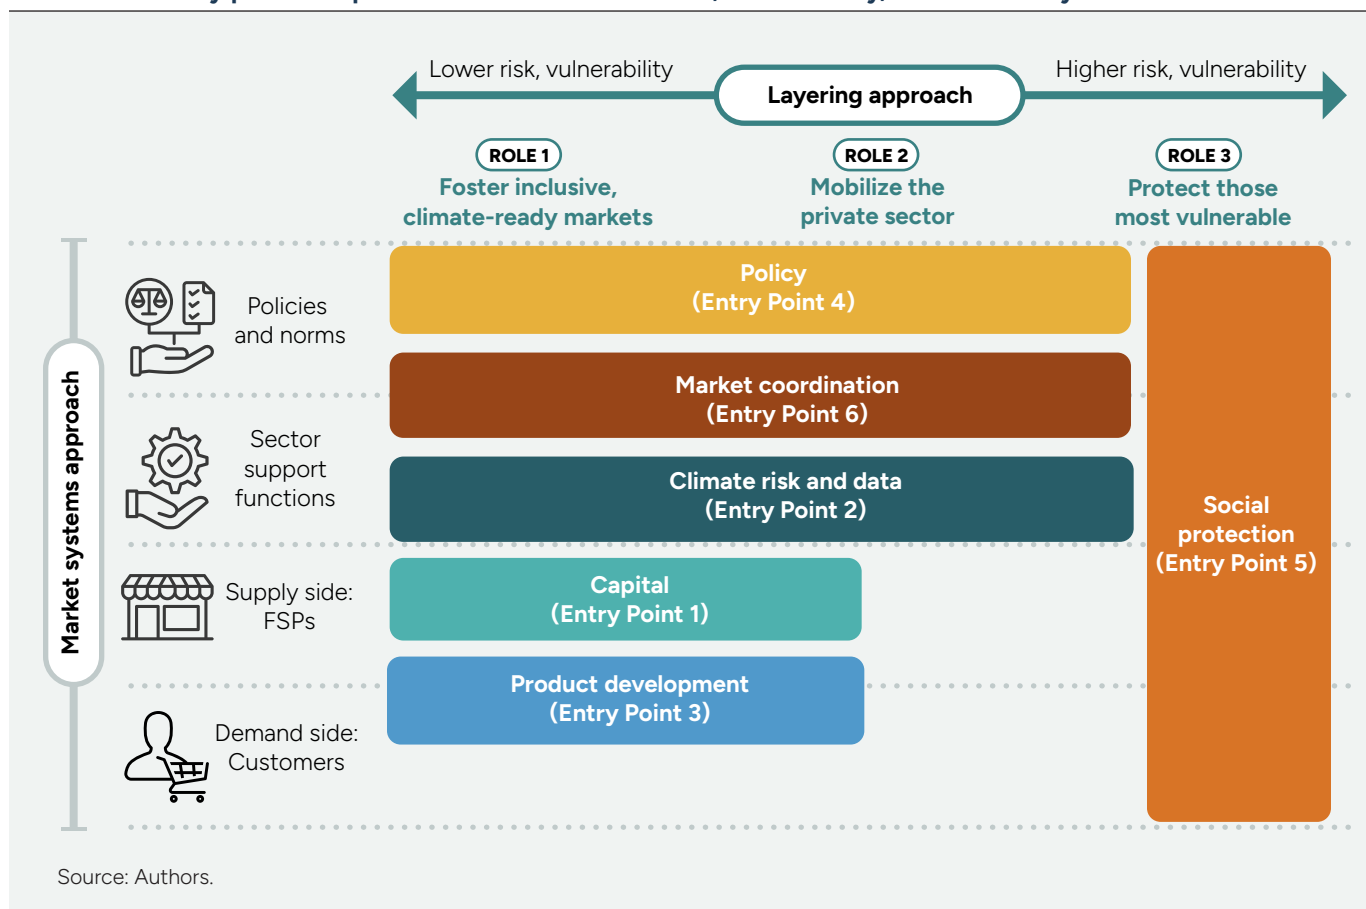 Lower risk, vulnerability
Higher risk, vulnerability
Layering approach
ROLE 1
Foster inclusive,
climate-ready markets
ROLE 2
Mobilize the
private sector
ROLE 3
Protect those
most vulnerable
Market systems approach
Policies
and norms
Policy
(Entry Point 4)
Market coordination
(Entry Point 6)
Sector
support
functions
Climate risk and data
(Entry Point 2)
Social
protection
(Entry Point 5)
Supply side:
FSPs
Capital
(Entry Point 1)
Product development
(Entry Point 3)
Demand side:
Customers
Source: Authors.